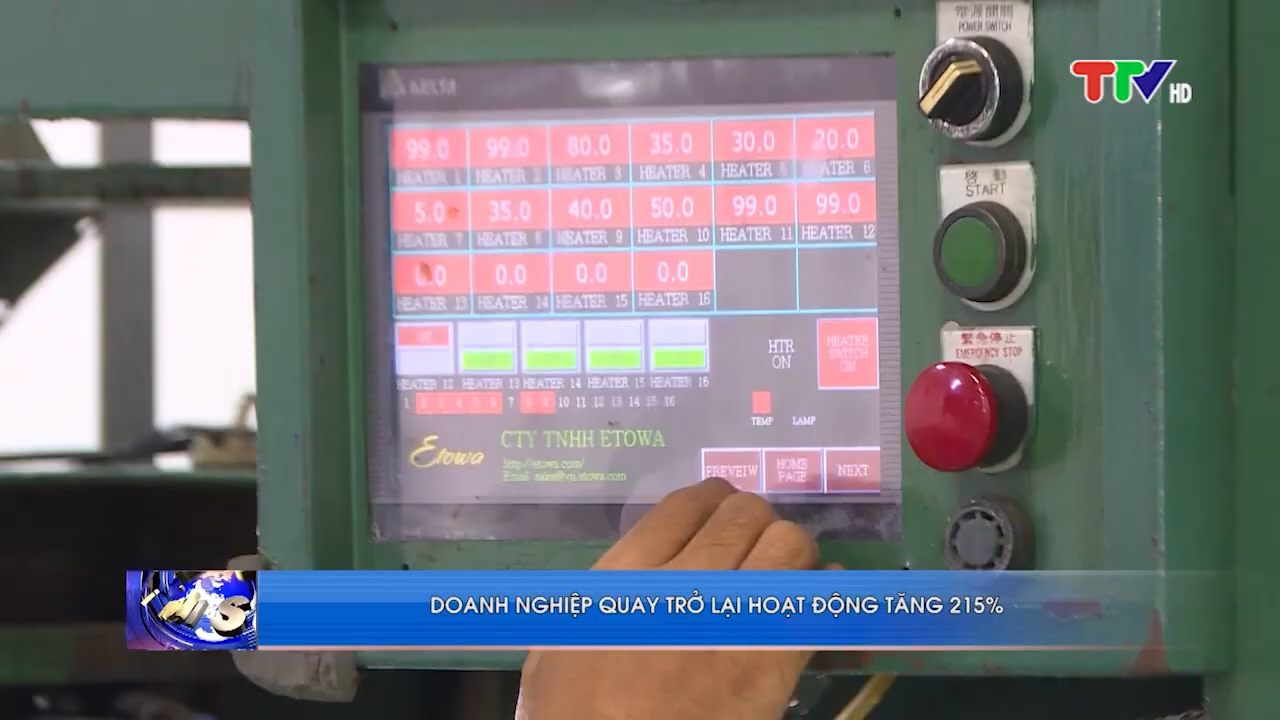 電源開關
POWER SWITCH
TTV HD
DELTA
99.0 99.0 80.0 35.0 30.0 20.0
HEATER 1 HEATER 2 HEATER 3 HEATER 4 HEATER ATER 6
啓動
START
5.0 35.0 40.0 50.0 99.0 99.0
HEATER 7 HEATER 8 HEATER 9 HEATER 10 HEATER 11 HEATER 12
0.0 0.0 0.0 0.0
HEATER 13 HEATER 14 HEATER 15 HEATER 16
緊急停止
EMERGENCY STOP
HTR
ON
HEATER
SWITCH
ON
HEATER 12 HEATER 13 HEATER 14 HEATER 15 HEATER 16
1 2 3 4 5 6 7 8 9 10 11 12 13 14 15 16
TEMP LAMP
Etowa
CTY TNHH ETOWA
http://etowa.com/
Email: sales@vn.etowa.com
PREVEIW
HOME
PAGE
NEXT
DOANH NGHIỆP QUAY TRỞ LẠI HOẠT ĐỘNG TĂNG 215%